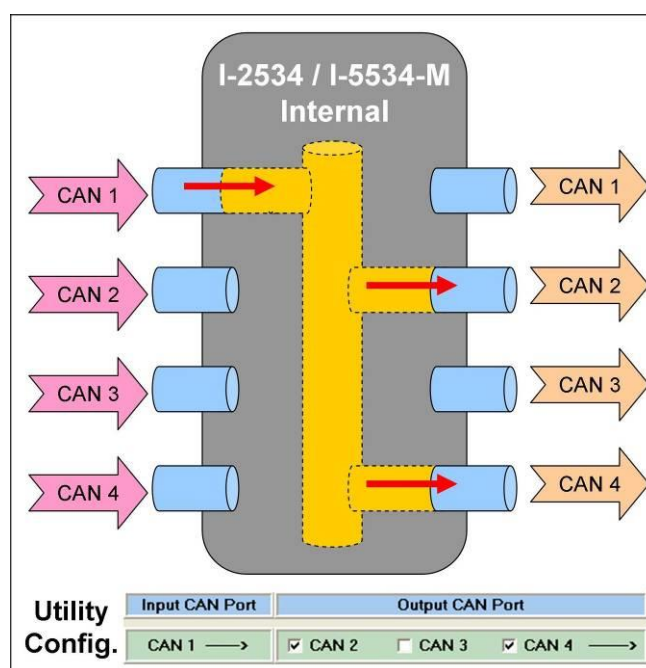 I-2534 / I-5534-M
Internal
CAN 1
CAN 1
CAN 2
CAN 2
CAN 3
CAN 3
CAN 4
CAN 4
Utility
Config.
Input CAN Port
Output CAN Port
CAN 1
CAN 2
CAN 3
CAN 4